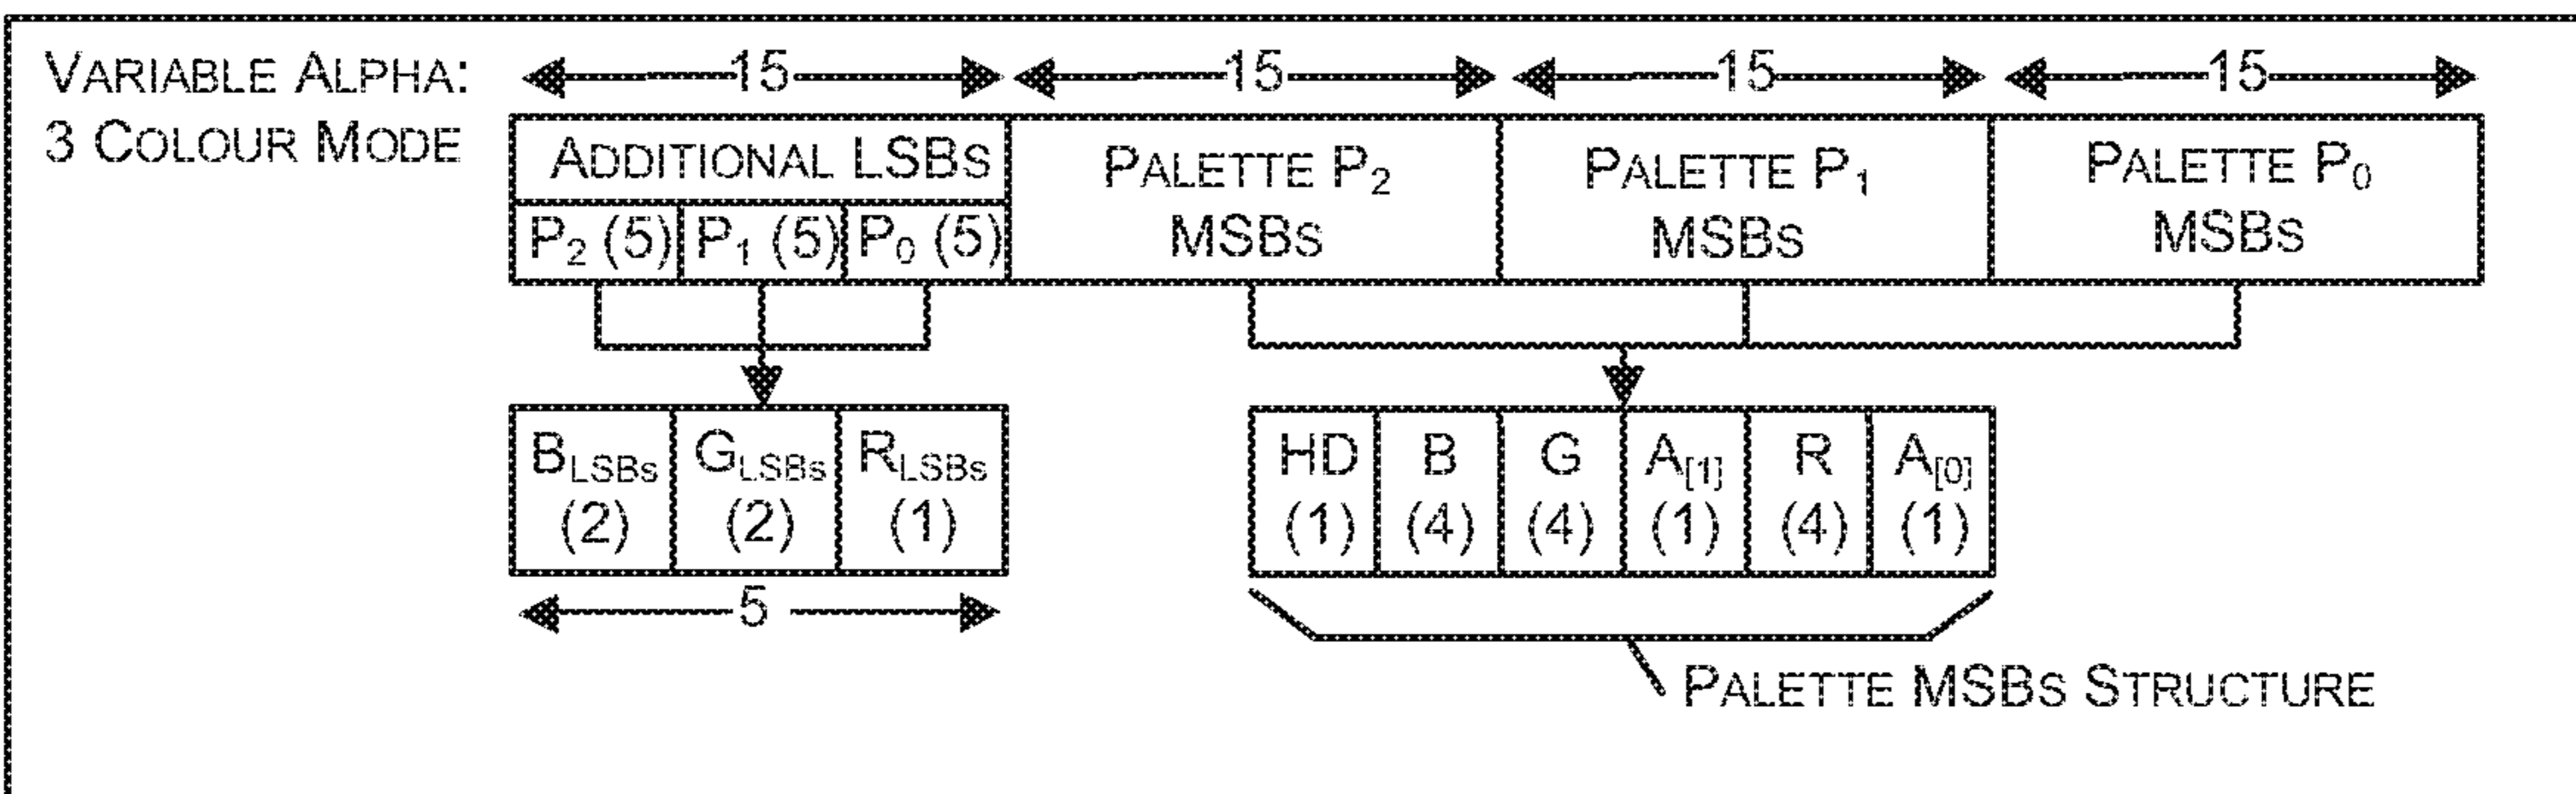 VARIABLE ALPHA:
3 COLOUR MODE
15 15 15 15
ADDITIONAL LSBS
P2 (5) P1 (5) P0 (5)
PALETTE P2
MSBS
PALETTE P1
MSBS
PALETTE P0
MSBS
BLSBs
(2)
GLSBs
(2)
RLSBs
(1)
5
HD
(1)
B
(4)
G
(4)
A[1]
(1)
R
(4)
A[0]
(1)
PALETTE MSBS STRUCTURE